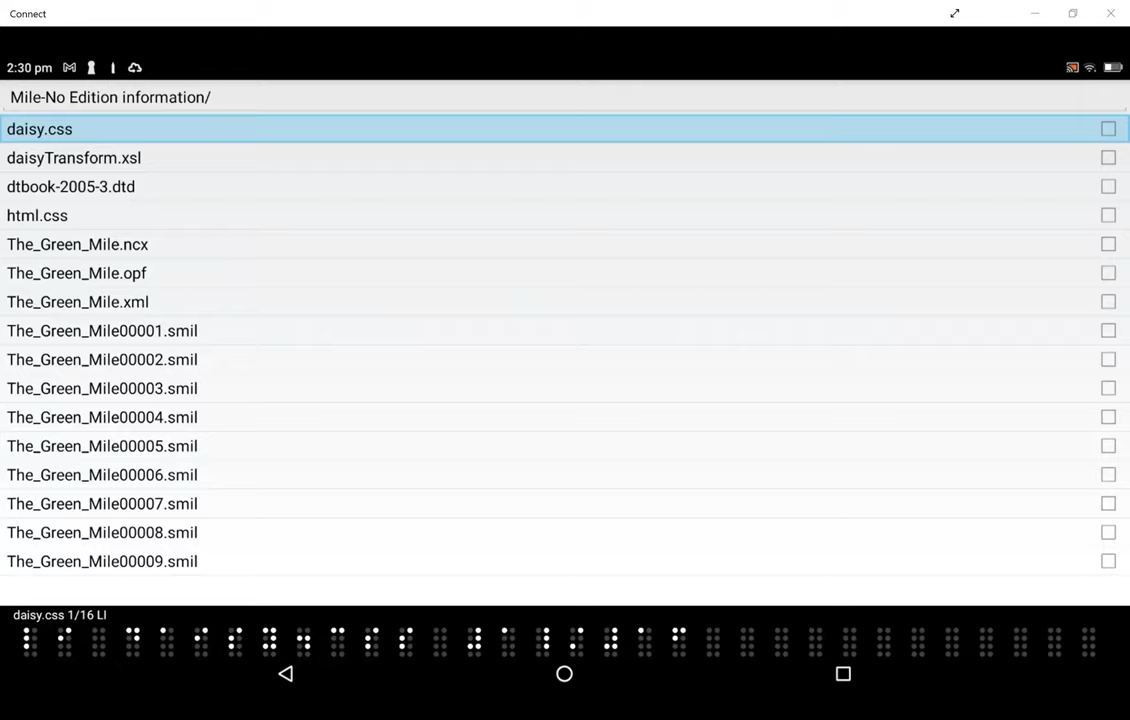 Connect
2:30 pm
Mile-No Edition information/
daisy.css
daisyTransform.xsl
dtbook-2005-3.dtd
html.css
The_Green_Mile.ncx
The_Green_Mile.opf
The_Green_Mile.xml
The_Green_Mile00001.smil
The_Green_Mile00002.smil
The_Green_Mile00003.smil
The_Green_Mile00004.smil
The_Green_Mile00005.smil
The_Green_Mile00006.smil
The_Green_Mile00007.smil
The_Green_Mile00008.smil
The_Green_Mile00009.smil
daisy.css 1/16 LI